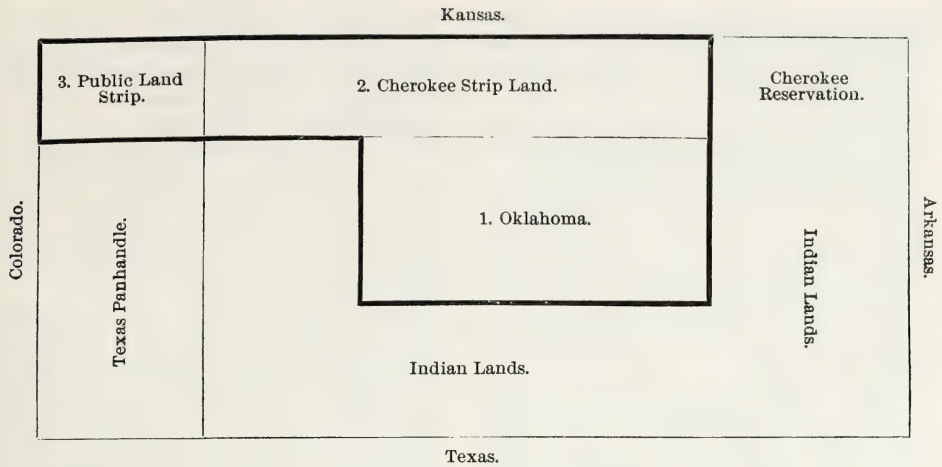 Kansas.
3. Public Land
Strip.
2. Cherokee Strip Land.
Cherokee
Reservation.
Colorado.
Texas Panhandle.
1. Oklahoma.
Indian Lands.
Arkansas.
Indian Lands.
Texas.